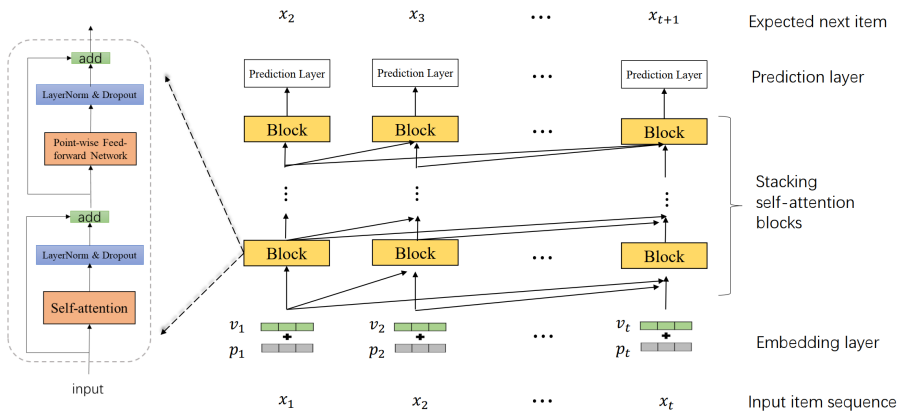 x2 x3 ... xt+1 Expected next item
add
LayerNorm & Dropout
Point-wise Feed-
forward Network
add
LayerNorm & Dropout
Self-attention
input
Prediction Layer Prediction Layer ... Prediction Layer Prediction layer
Block Block ... Block
... ... ...
Stacking
self-attention
blocks
Block Block ... Block
v1 v2 vt
+ + ... + Embedding layer
p1 p2 pt
x1 x2 ... xt Input item sequence